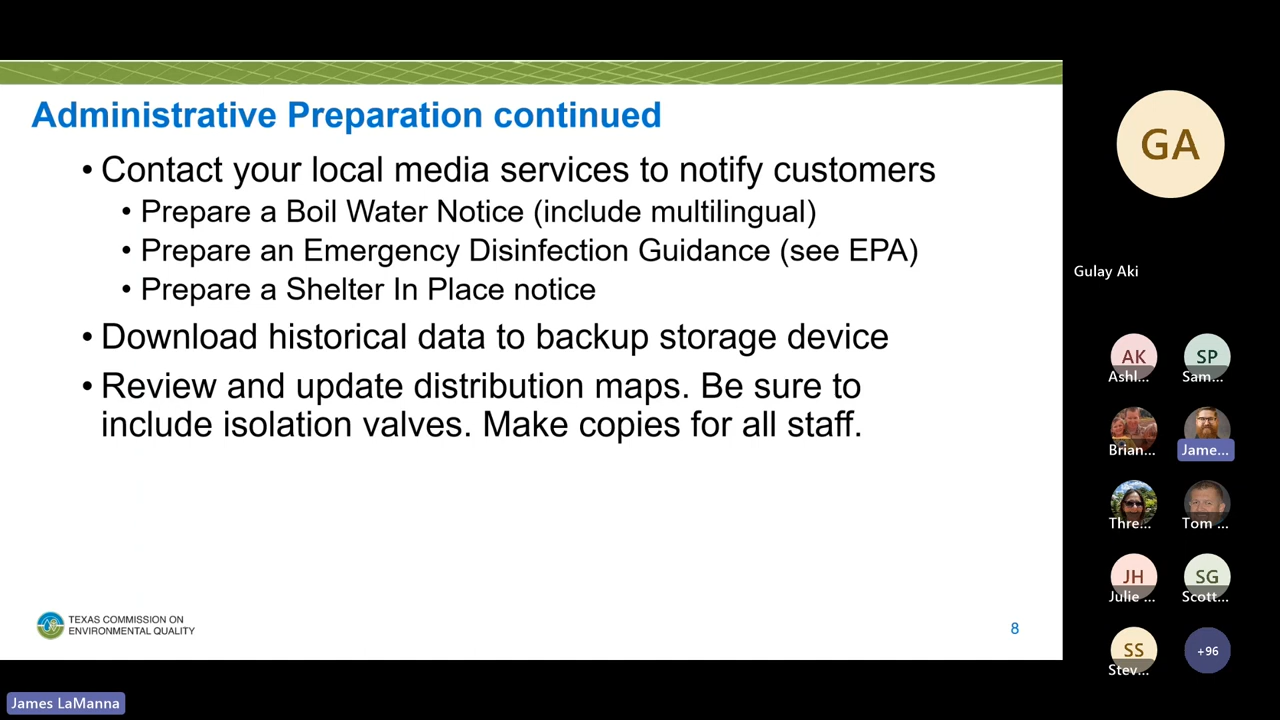 Administrative Preparation continued
• Contact your local media services to notify customers
• Prepare a Boil Water Notice (include multilingual)
• Prepare an Emergency Disinfection Guidance (see EPA)
• Prepare a Shelter In Place notice
• Download historical data to backup storage device
• Review and update distribution maps. Be sure to
include isolation valves. Make copies for all staff.
TEXAS COMMISSION ON
ENVIRONMENTAL QUALITY
8
GA
Gulay Aki
AK
Ashl...
SP
Sam...
Brian...
Jame...
Thre...
Tom ...
JH
Julie ...
SG
Scott...
SS
Stev...
+96
James LaManna